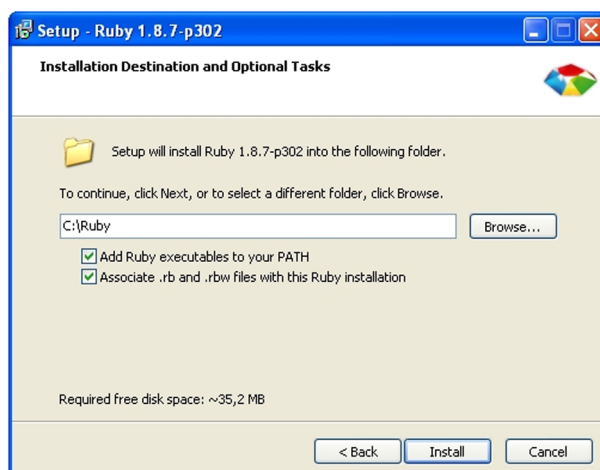 Setup - Ruby 1.8.7-p302
Installation Destination and Optional Tasks
Setup will install Ruby 1.8.7-p302 into the following folder.
To continue, click Next, or to select a different folder, click Browse.
C:\Ruby
Browse...
Add Ruby executables to your PATH
Associate .rb and .rbw files with this Ruby installation
Required free disk space: ~35,2 MB
< Back Install Cancel